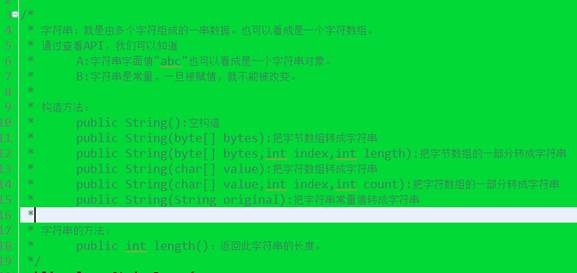 3 /*
4 * 字符串：就是由多个字符组成的一串数据。也可以看成是一个字符数组。
5 * 通过查看API，我们可以知道
6 * A:字符串字面值"abc"也可以看成是一个字符串对象。
7 * B:字符串是常量，一旦被赋值，就不能被改变。
8 *
9 * 构造方法：
10 * public String():空构造
11 * public String(byte[] bytes):把字节数组转成字符串
12 * public String(byte[] bytes,int index,int length):把字节数组的一部分转成字符串
13 * public String(char[] value):把字符数组转成字符串
14 * public String(char[] value,int index,int count):把字符数组的一部分转成字符串
15 * public String(String original):把字符串常量值转成字符串
16 *
17 * 字符串的方法：
18 * public int length()：返回此字符串的长度。
19 */